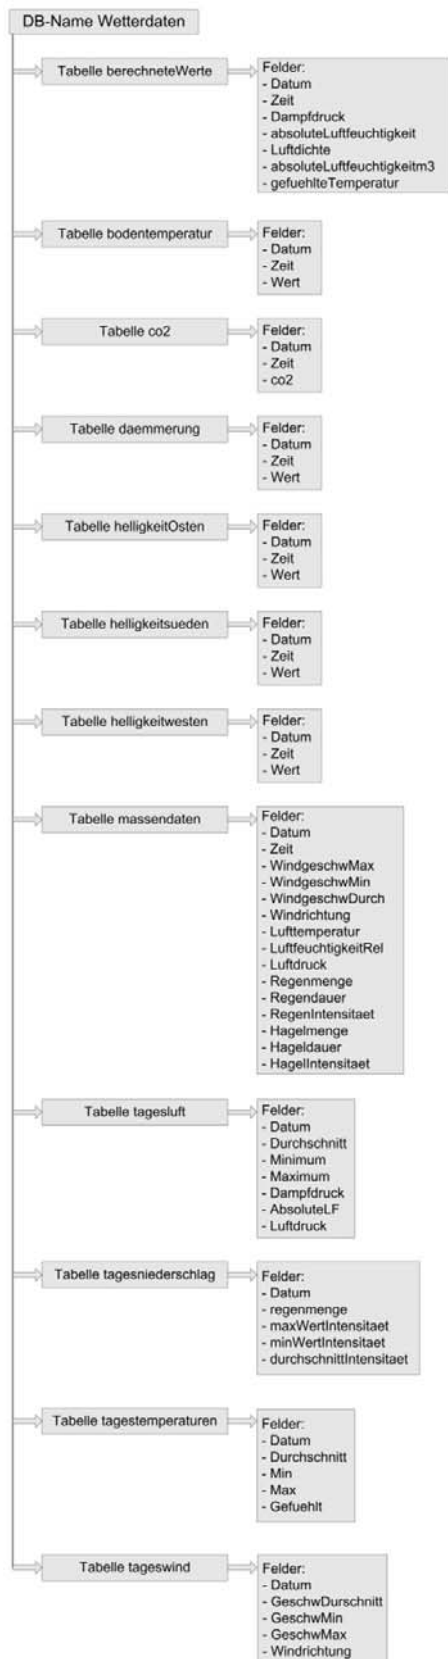 DB-Name Wetterdaten
Tabelle berechneteWerte
Felder:
- Datum
- Zeit
- Dampfdruck
- absoluteLuftfeuchtigkeit
- Luftdichte
- absoluteLuftfeuchtigkeitm3
- gefuehlteTemperatur
Tabelle bodentemperatur
Felder:
- Datum
- Zeit
- Wert
Tabelle co2
Felder:
- Datum
- Zeit
- co2
Tabelle daemmerung
Felder:
- Datum
- Zeit
- Wert
Tabelle helligkeitOsten
Felder:
- Datum
- Zeit
- Wert
Tabelle helligkeitsueden
Felder:
- Datum
- Zeit
- Wert
Tabelle helligkeitwesten
Felder:
- Datum
- Zeit
- Wert
Tabelle massendaten
Felder:
- Datum
- Zeit
- WindgeschwMax
- WindgeschwMin
- WindgeschwDurch
- Windrichtung
- Lufttemperatur
- LuftfeuchtigkeitRel
- Luftdruck
- Regenmenge
- Regendauer
- RegenIntensitaet
- Hagelmenge
- Hageldauer
- HagelIntensitaet
Tabelle tagesluft
Felder:
- Datum
- Durchschnitt
- Minimum
- Maximum
- Dampfdruck
- AbsoluteLF
- Luftdruck
Tabelle tagesniederschlag
Felder:
- Datum
- regenmenge
- maxWertIntensitaet
- minWertIntensitaet
- durchschnittIntensitaet
Tabelle tagestemperaturen
Felder:
- Datum
- Durchschnitt
- Min
- Max
- Gefuehlt
Tabelle tageswind
Felder:
- Datum
- GeschwDurschnitt
- GeschwMin
- GeschwMax
- Windrichtung